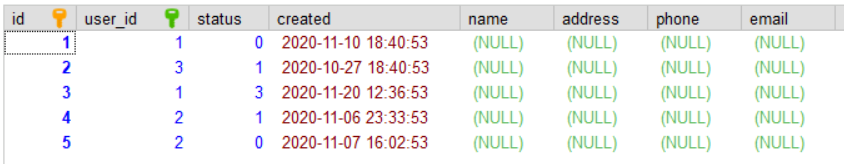 id user_id status created name address phone email
1 1 0 2020-11-10 18:40:53 (NULL) (NULL) (NULL) (NULL)
2 3 1 2020-10-27 18:40:53 (NULL) (NULL) (NULL) (NULL)
3 1 3 2020-11-20 12:36:53 (NULL) (NULL) (NULL) (NULL)
4 2 1 2020-11-06 23:33:53 (NULL) (NULL) (NULL) (NULL)
5 2 0 2020-11-07 16:02:53 (NULL) (NULL) (NULL) (NULL)